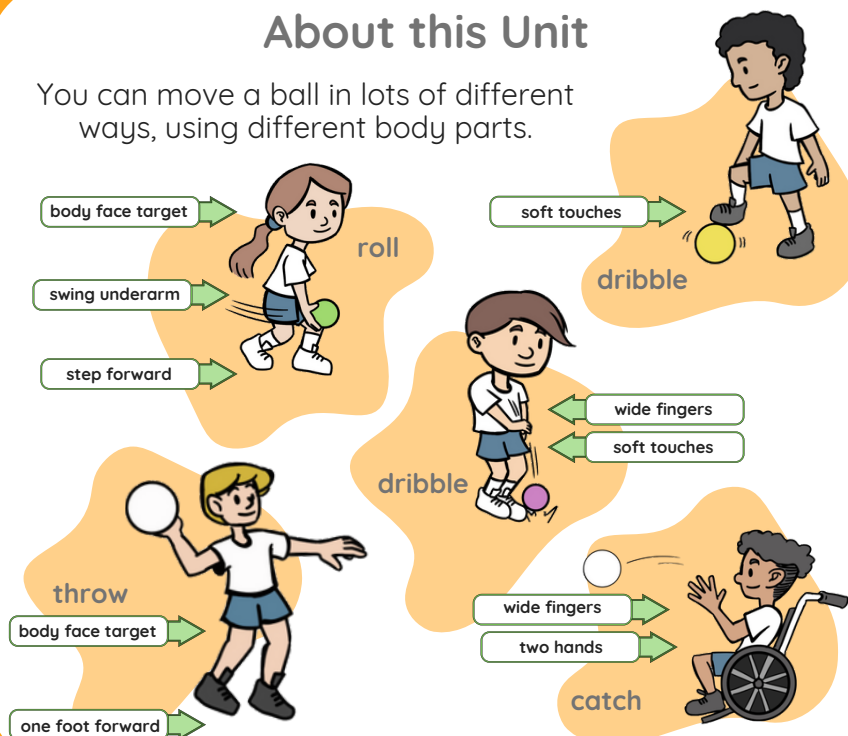 About this Unit
You can move a ball in lots of different
ways, using different body parts.
body face target
swing underarm
step forward
roll
soft touches
dribble
wide fingers
soft touches
dribble
throw
body face target
one foot forward
wide fingers
two hands
catch